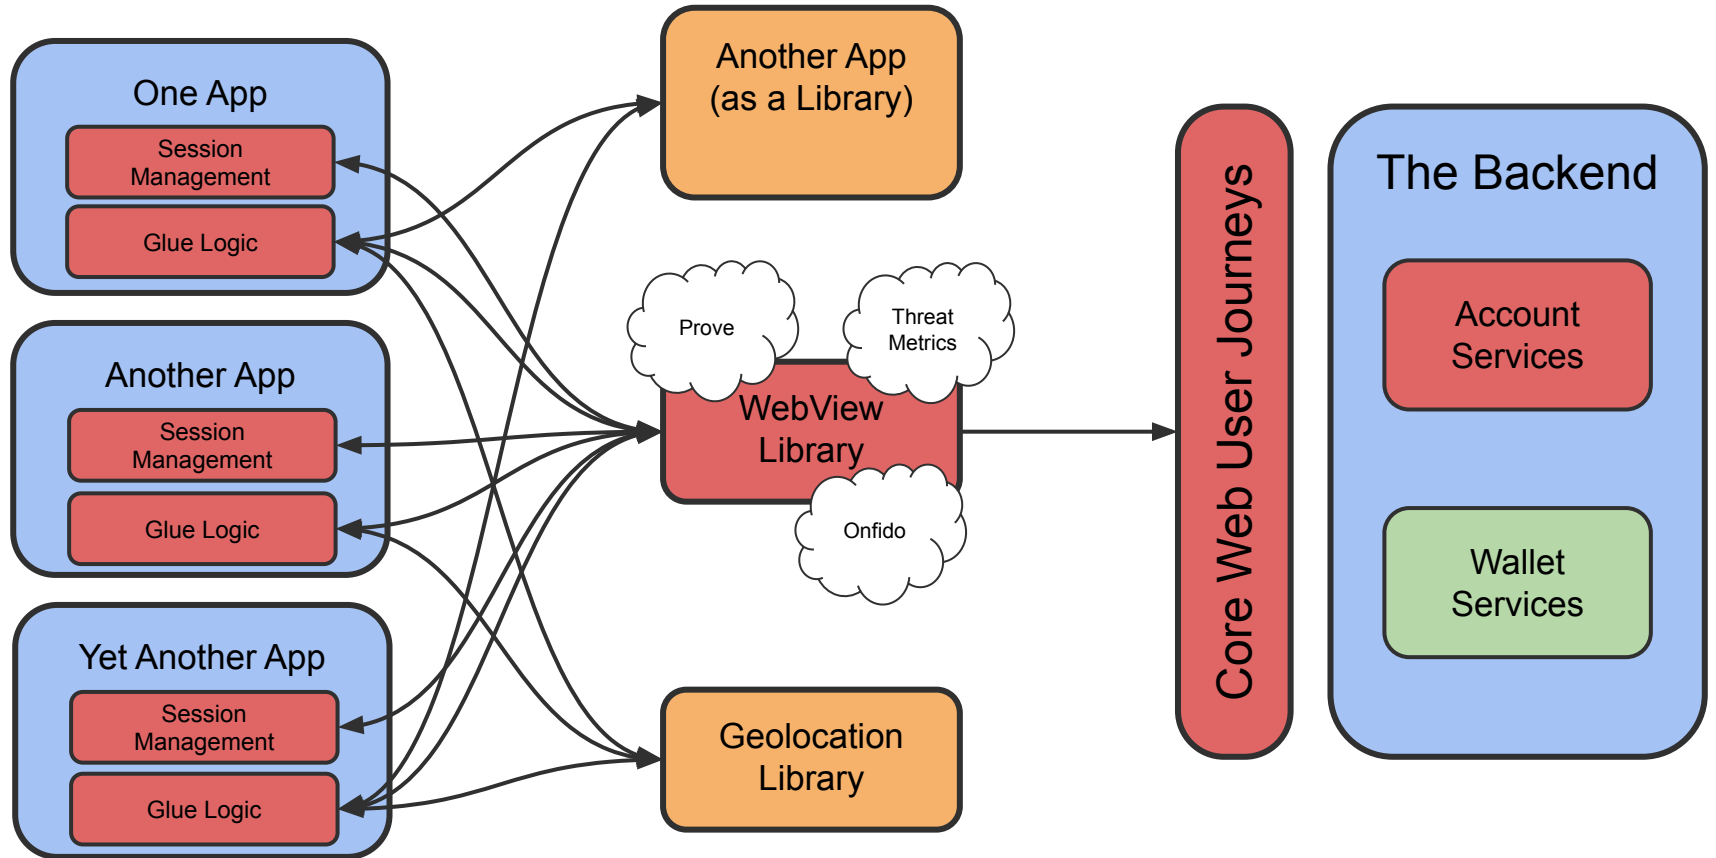 One App
Session
Management
Glue Logic
Another App
Session
Management
Glue Logic
Yet Another App
Session
Management
Glue Logic
Another App
(as a Library)
Prove
Threat
Metrics
WebView
Library
Onfido
Geolocation
Library
Core Web User Journeys
The Backend
Account
Services
Wallet
Services